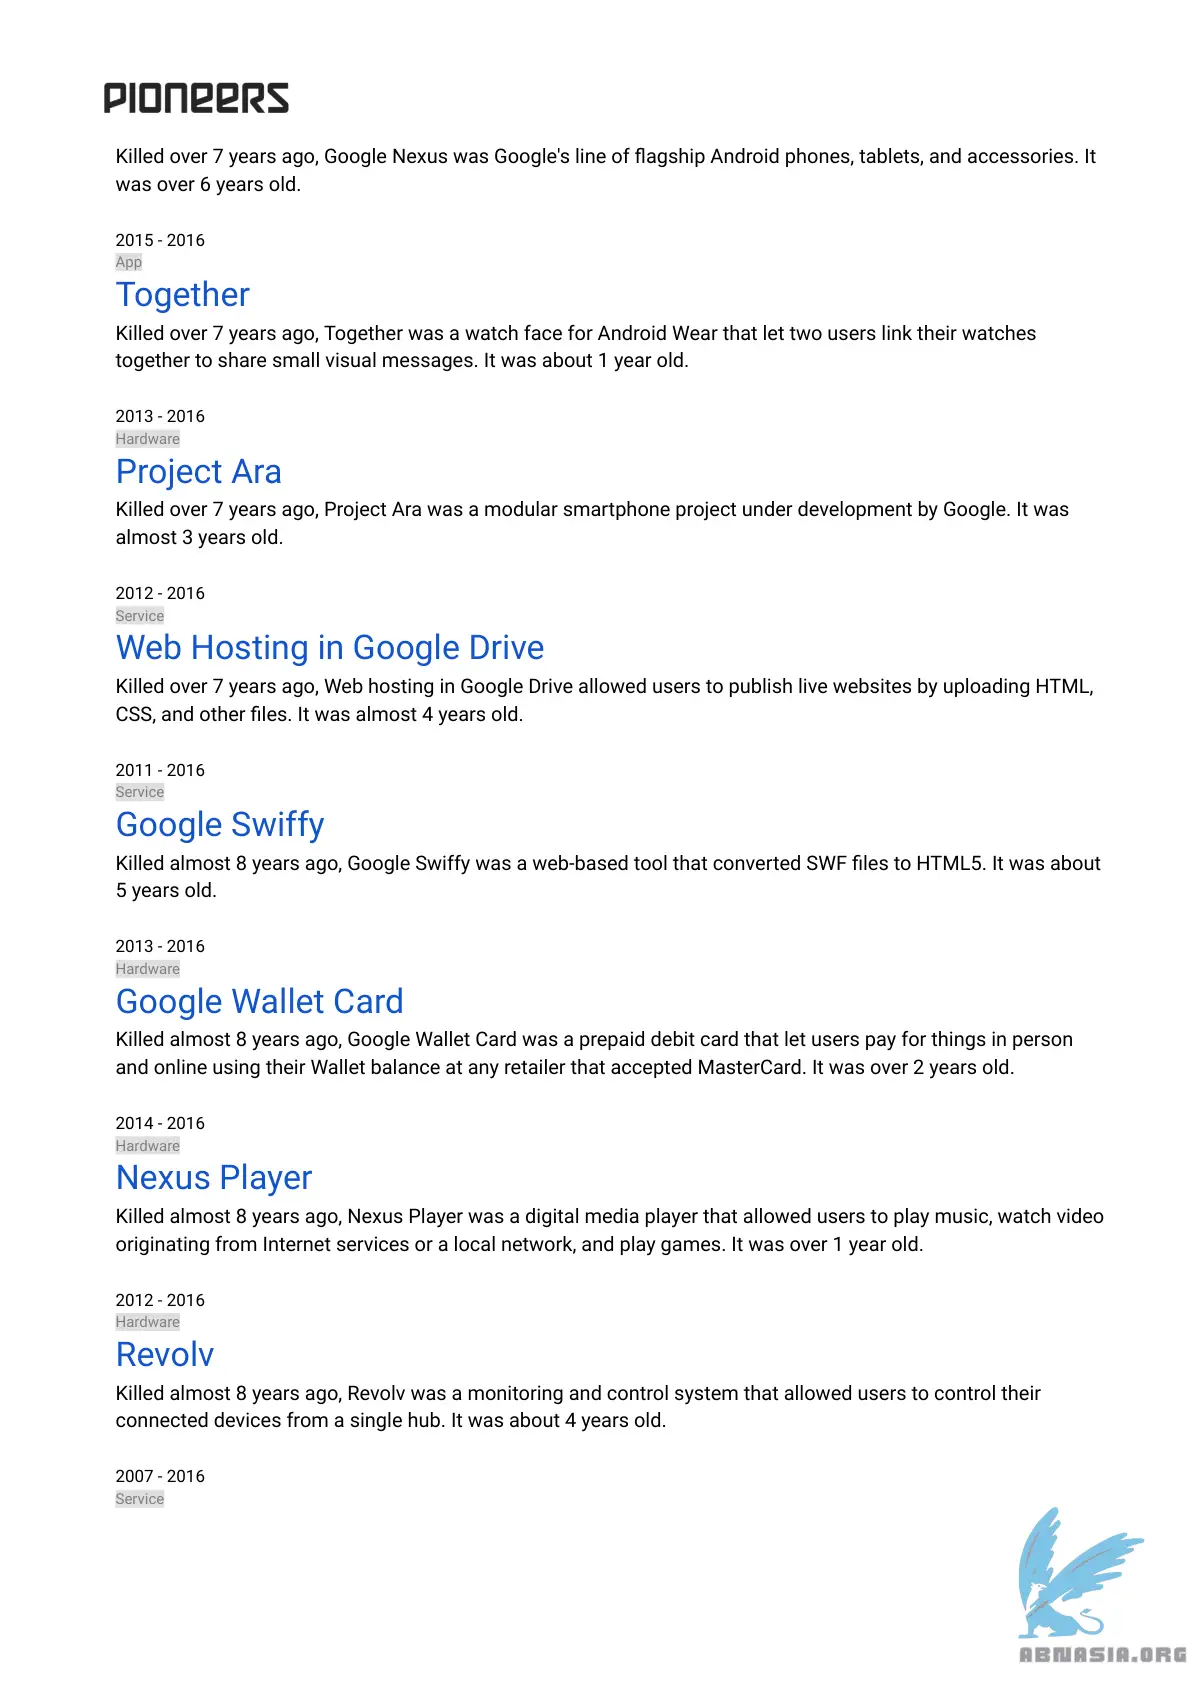 PIONEERS
Killed over 7 years ago, Google Nexus was Google's line of flagship Android phones, tablets, and accessories. It
was over 6 years old.
2015 - 2016
App
Together
Killed over 7 years ago, Together was a watch face for Android Wear that let two users link their watches
together to share small visual messages. It was about 1 year old.
2013 - 2016
Hardware
Project Ara
Killed over 7 years ago, Project Ara was a modular smartphone project under development by Google. It was
almost 3 years old.
2012 - 2016
Service
Web Hosting in Google Drive
Killed over 7 years ago, Web hosting in Google Drive allowed users to publish live websites by uploading HTML,
CSS, and other files. It was almost 4 years old.
2011 - 2016
Service
Google Swiffy
Killed almost 8 years ago, Google Swiffy was a web-based tool that converted SWF files to HTML5. It was about
5 years old.
2013 - 2016
Hardware
Google Wallet Card
Killed almost 8 years ago, Google Wallet Card was a prepaid debit card that let users pay for things in person
and online using their Wallet balance at any retailer that accepted MasterCard. It was over 2 years old.
2014 - 2016
Hardware
Nexus Player
Killed almost 8 years ago, Nexus Player was a digital media player that allowed users to play music, watch video
originating from Internet services or a local network, and play games. It was over 1 year old.
2012 - 2016
Hardware
Revolv
Killed almost 8 years ago, Revolv was a monitoring and control system that allowed users to control their
connected devices from a single hub. It was about 4 years old.
2007 - 2016
Service
ABNASIA.ORG